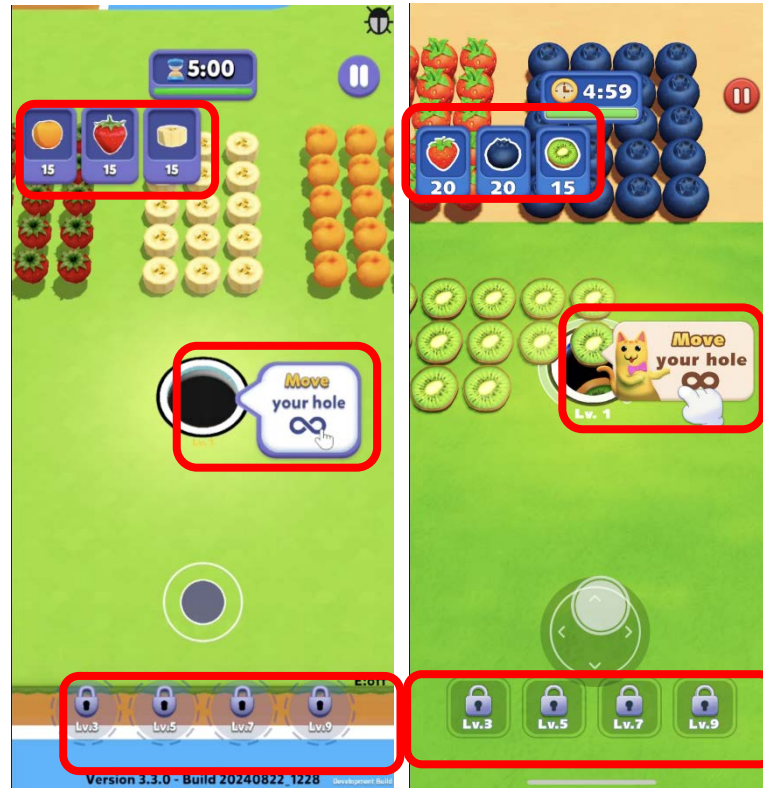 5:00
15
15
15
Move
your hole
E:off
Lv.3
Lv.5
Lv.7
Lv.9
Version 3.3.0 - Build 20240822_1228
Development Build
4:59
20
20
15
Move
your hole
Lv. 1
Lv.3
Lv.5
Lv.7
Lv.9